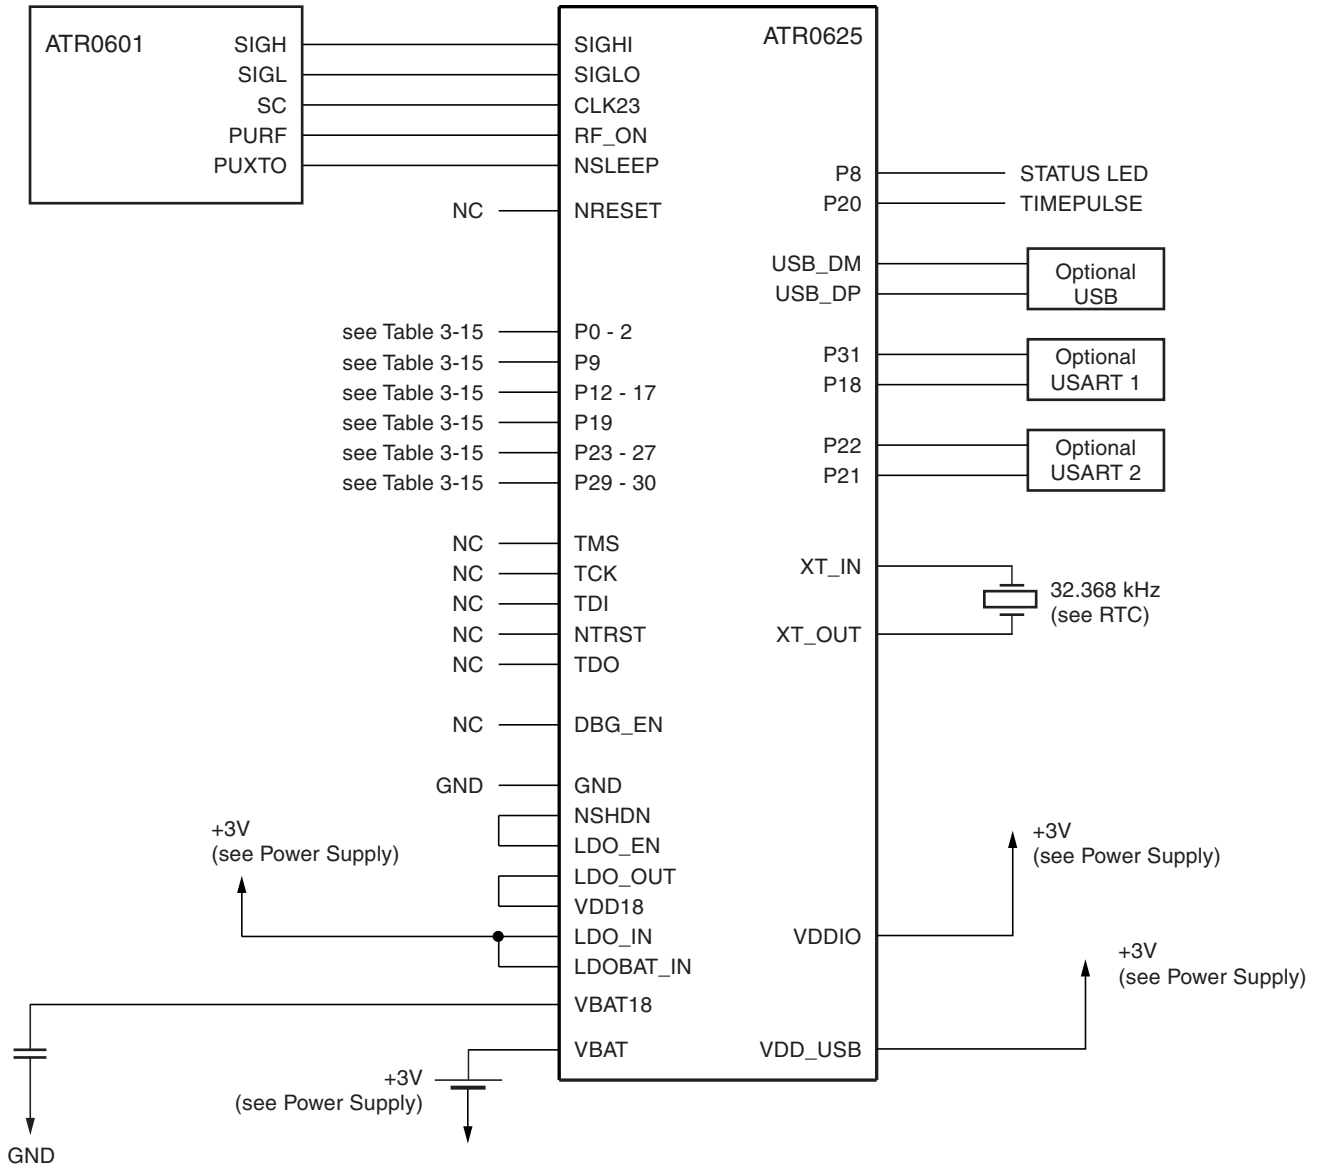 ATR0601
SIGH
SIGL
SC
PURF
PUXTO
ATR0625
SIGHI
SIGLO
CLK23
RF_ON
NSLEEP
NC
NRESET
P8
STATUS LED
P20
TIMEPULSE
USB_DM
USB_DP
Optional
USB
see Table 3-15
P0 - 2
see Table 3-15
P9
see Table 3-15
P12 - 17
see Table 3-15
P19
see Table 3-15
P23 - 27
see Table 3-15
P29 - 30
P31
P18
Optional
USART 1
P22
P21
Optional
USART 2
NC
TMS
NC
TCK
NC
TDI
NC
NTRST
NC
TDO
XT_IN
XT_OUT
32.368 kHz
(see RTC)
NC
DBG_EN
GND
GND
NSHDN
LDO_EN
LDO_OUT
VDD18
LDO_IN
LDOBAT_IN
+3V
(see Power Supply)
VBAT18
VBAT
GND
+3V
(see Power Supply)
VDDIO
+3V
(see Power Supply)
VDD_USB
+3V
(see Power Supply)